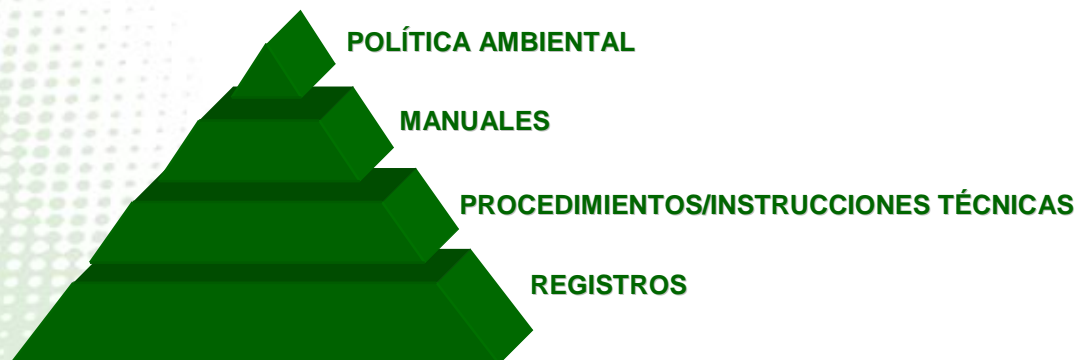 POLÍTICA AMBIENTAL
MANUALES
PROCEDIMIENTOS/INSTRUCCIONES TÉCNICAS
REGISTROS